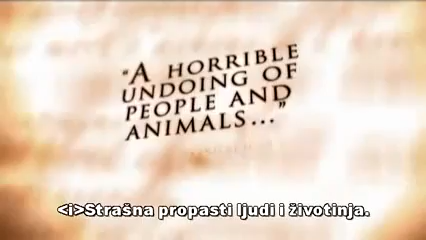 "A HORRIBLE
UNDOING OF
PEOPLE AND
ANIMALS..."
<i>Strašna propasti ljudi i životinja.